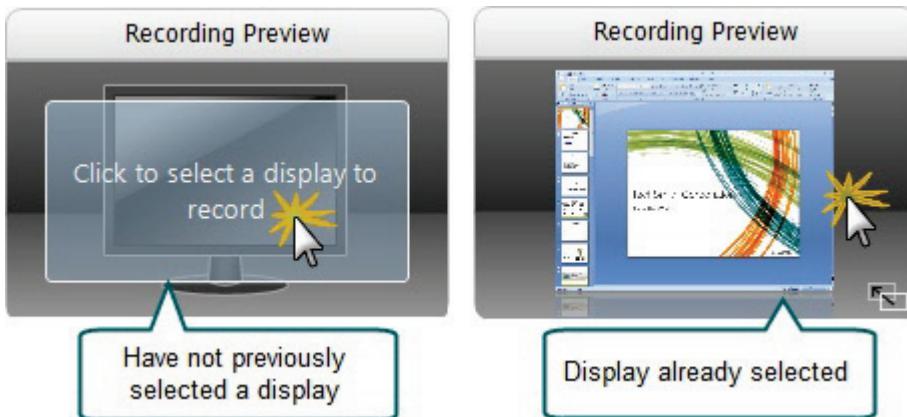 Recording Preview
Click to select a display to
record
Have not previously
selected a display
Recording Preview
Display already selected